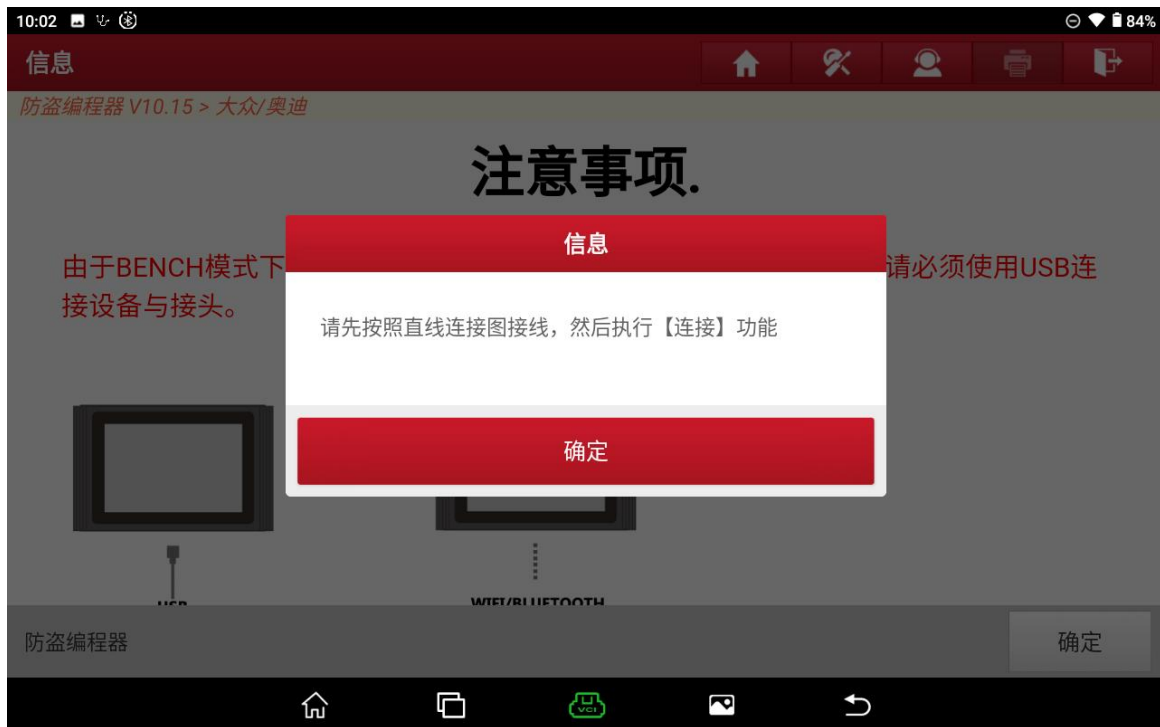 10:02
84%
信息
防盗编程器 V10.15 > 大众/奥迪
注意事项.
由于BENCH模式下
请必须使用USB连
接设备与接头。
信息
请先按照直线连接图接线，然后执行【连接】功能
确定
USB
WIFI/BLUETOOTH
防盗编程器
确定
VCI